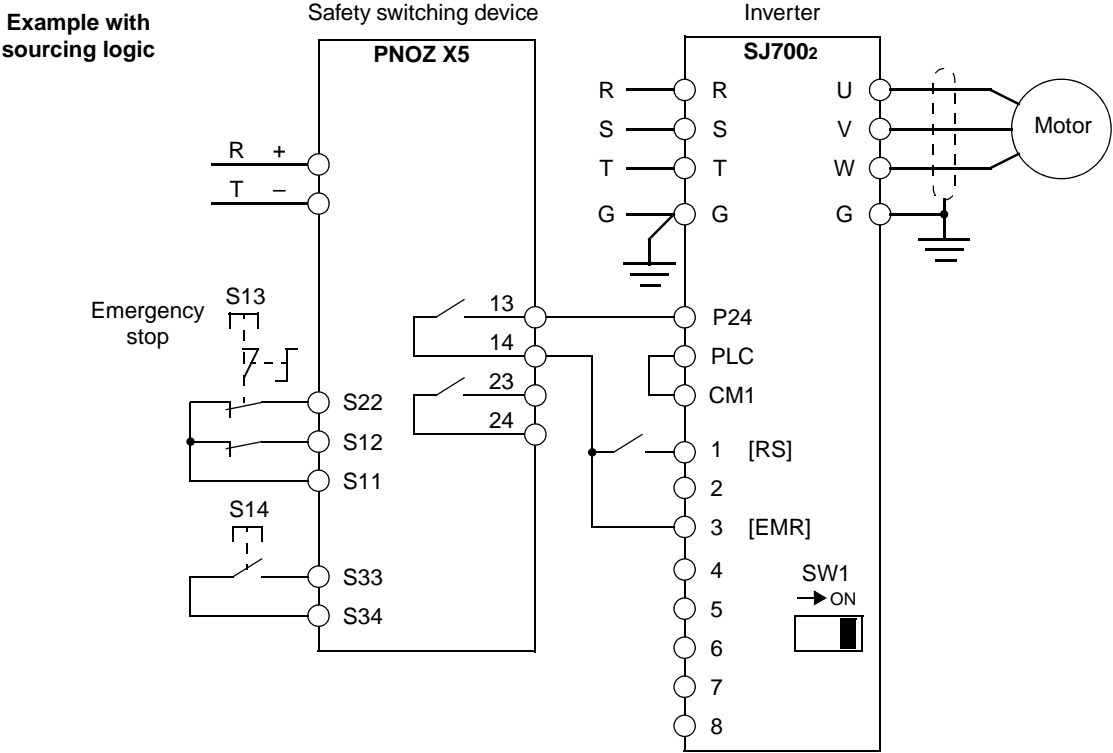 Example with
sourcing logic
Safety switching device
PNOZ X5
Inverter
SJ7002
R +
T –
Emergency
stop
S13
S22
S12
S11
S14
S33
S34
13
14
23
24
R R U
S S V
T T W
G G G
Motor
P24
PLC
CM1
1 [RS]
2
3 [EMR]
4
5
6
7
8
SW1
ON